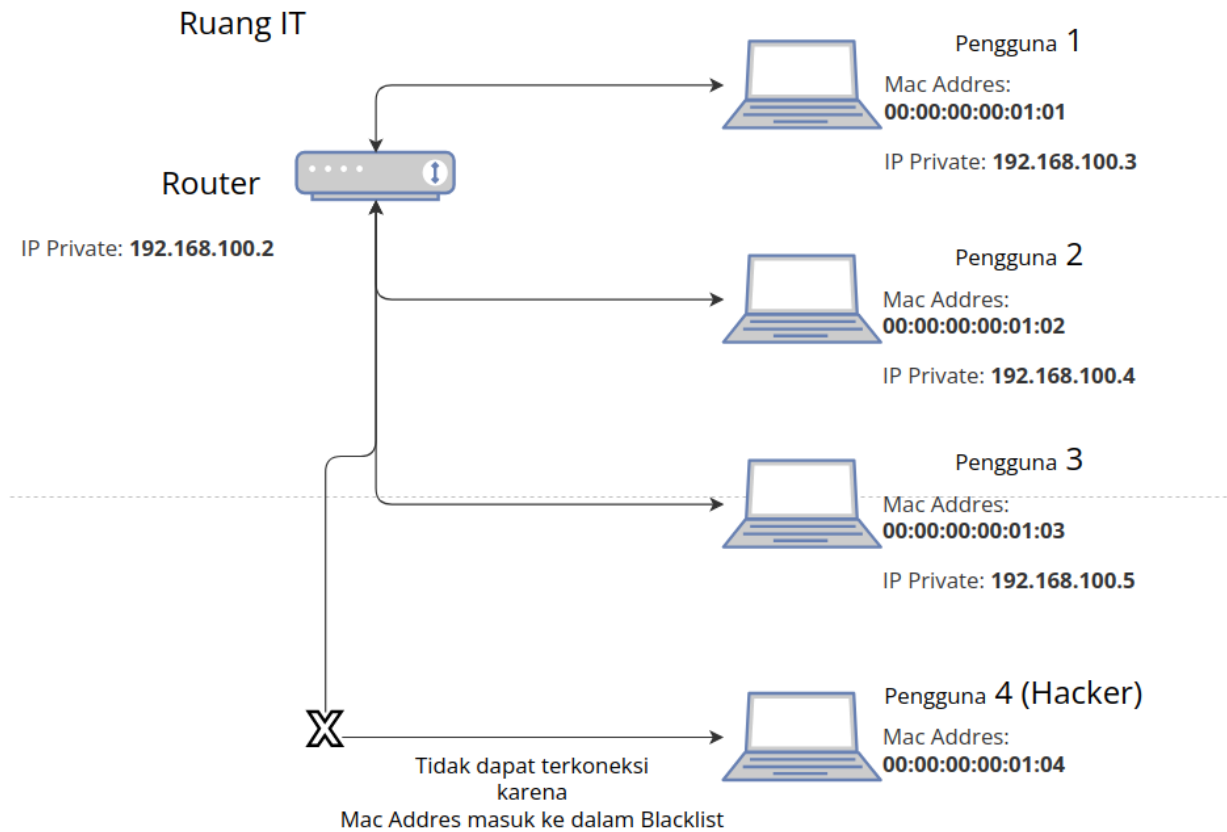 Ruang IT
Router
IP Private: 192.168.100.2
Pengguna 1
Mac Addres:
00:00:00:00:01:01
IP Private: 192.168.100.3
Pengguna 2
Mac Addres:
00:00:00:00:01:02
IP Private: 192.168.100.4
Pengguna 3
Mac Addres:
00:00:00:00:01:03
IP Private: 192.168.100.5
Pengguna 4 (Hacker)
Mac Addres:
00:00:00:00:01:04
X
Tidak dapat terkoneksi
karena
Mac Addres masuk ke dalam Blacklist